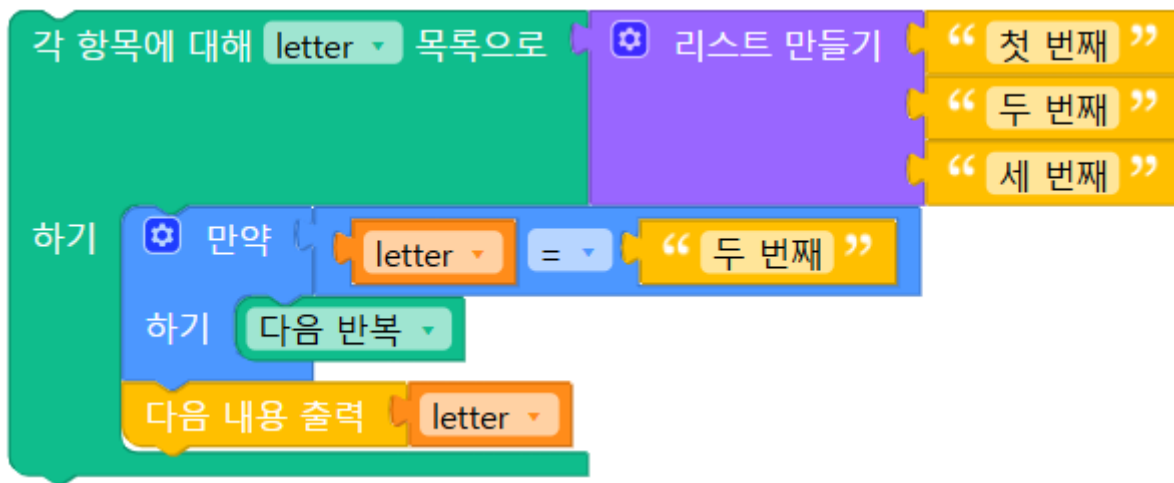 각 항목에 대해 letter 목록으로 리스트 만들기 “ 첫 번째 ”
“ 두 번째 ”
“ 세 번째 ”
하기 만약 letter = “ 두 번째 ”
하기 다음 반복
다음 내용 출력 letter